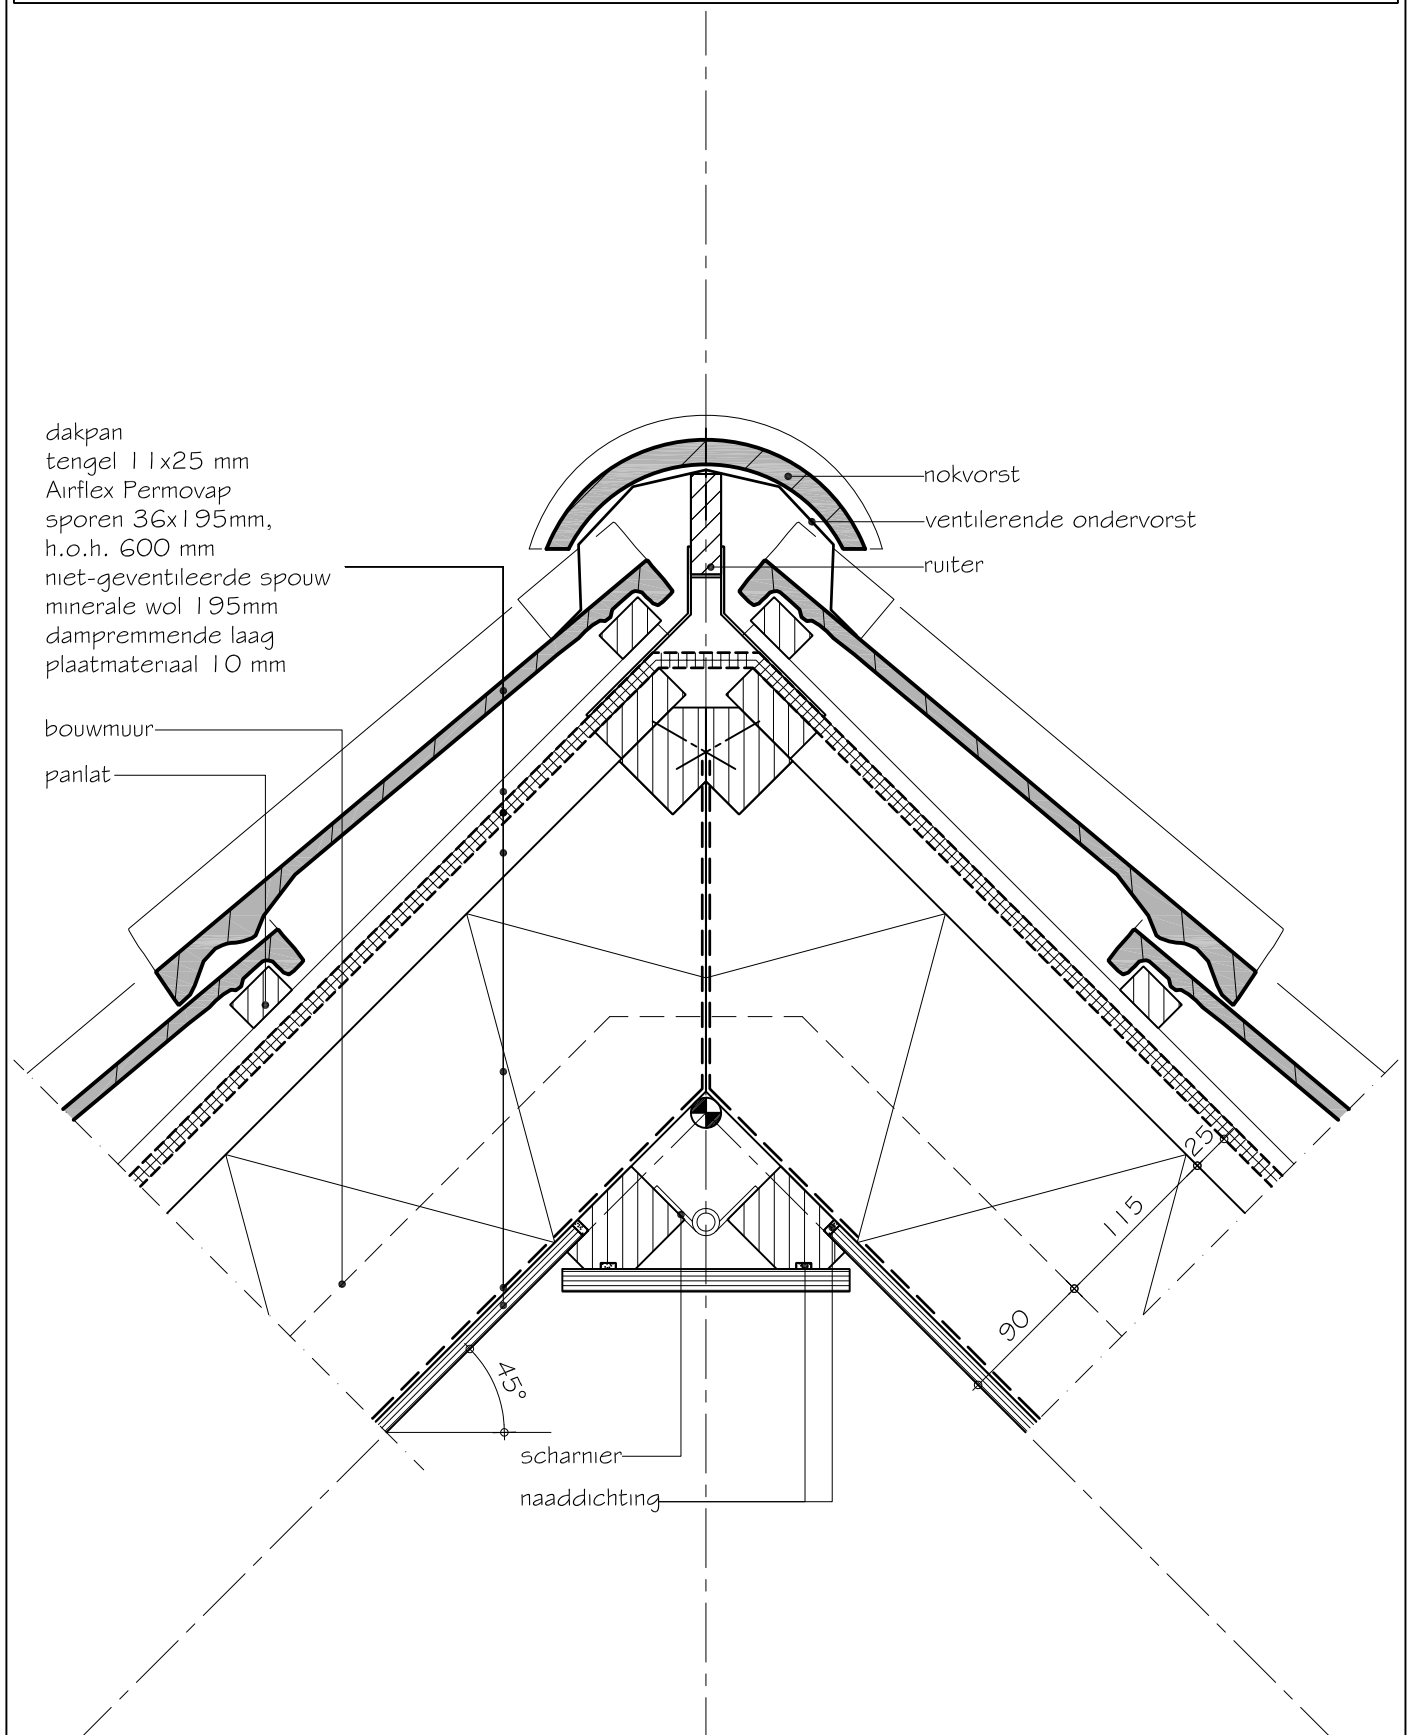 dakpan
tengel 11x25 mm
Airflex Permovap
sporen 36x195mm,
h.o.h. 600 mm
niet-geventileerde spouw
minerale wol 195mm
dampremmende laag
plaatmateriaal 10 mm
bouwmuur
panlat
nokvorst
ventilerende ondervorst
ruiter
25
115
90
45°
scharnier
naaddichting